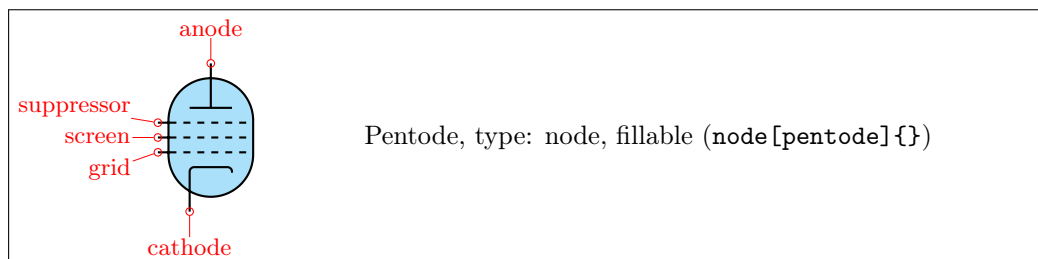 anode
suppressor
screen
grid
cathode
Pentode, type: node, fillable (node[pentode]{})